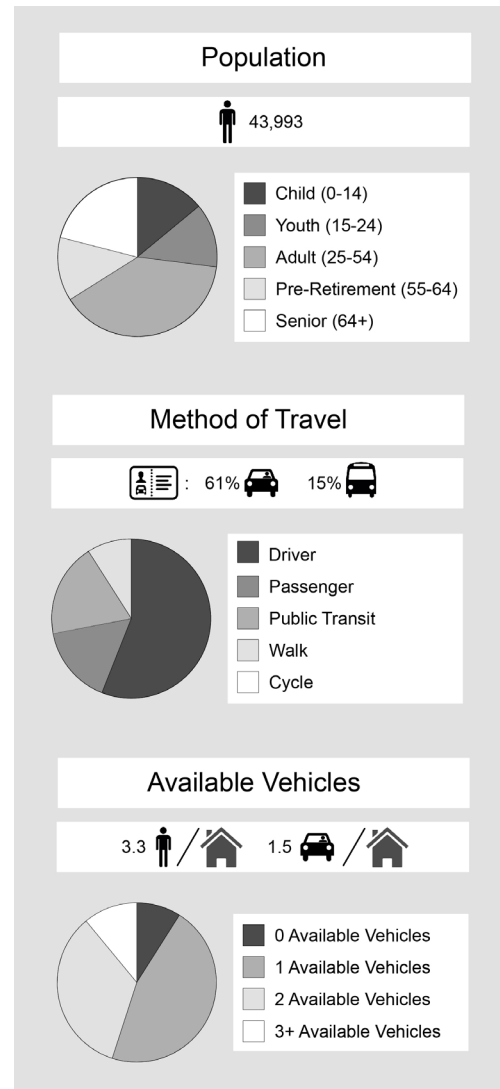 Population
43,993
Child (0-14)
Youth (15-24)
Adult (25-54)
Pre-Retirement (55-64)
Senior (64+)
Method of Travel
: 61% 15%
Driver
Passenger
Public Transit
Walk
Cycle
Available Vehicles
3.3 / 1.5 /
0 Available Vehicles
1 Available Vehicles
2 Available Vehicles
3+ Available Vehicles